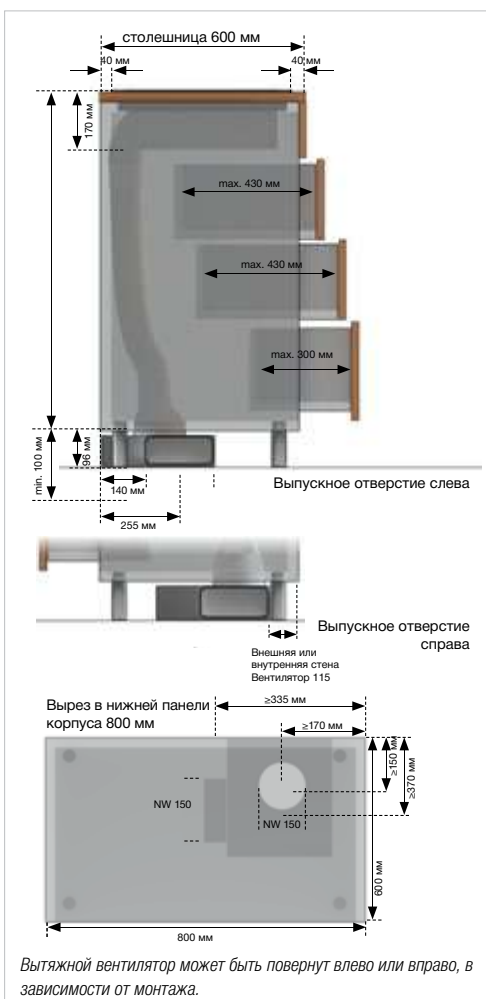 столешница 600 мм
40 мм
40 мм
170 мм
max. 430 мм
max. 430 мм
max. 300 мм
min. 100 мм
96 мм
140 мм
255 мм
Выпускное отверстие слева
Выпускное отверстие
справа
Внешняя или
внутренняя стена
Вентилятор 115
Вырез в нижней панели
корпуса 800 мм
≥335 мм
≥170 мм
≥150 мм
≥370 мм
NW 150
NW 150
600 мм
800 мм
Вытяжной вентилятор может быть повернут влево или вправо, в
зависимости от монтажа.